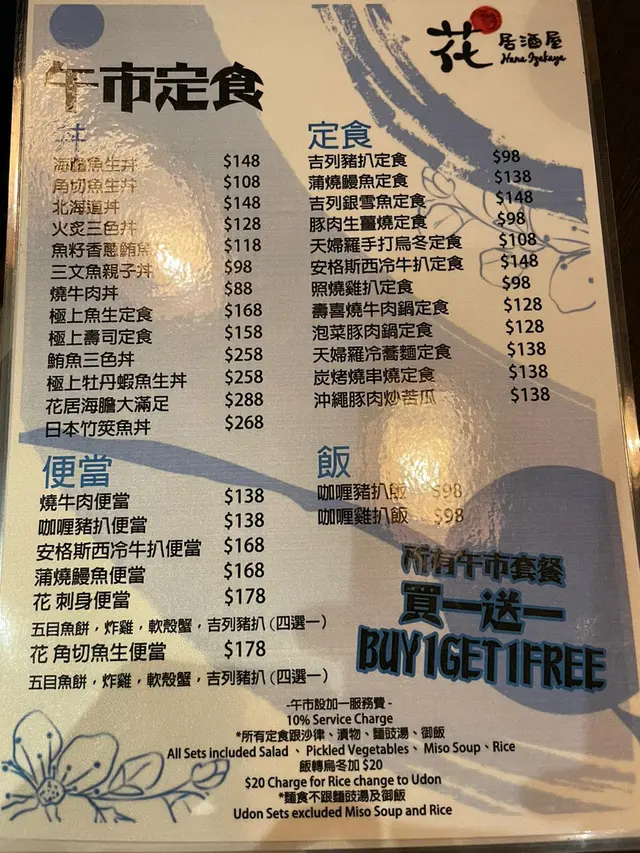 花 居酒屋
Hana Izakaya
午市定食
丼
海膽魚生丼 $148
角切魚生丼 $108
北海道丼 $148
火炙三色丼 $128
魚籽香蔥鮪魚 $118
三文魚親子丼 $98
燒牛肉丼 $88
極上魚生定食 $168
極上壽司定食 $158
鮪魚三色丼 $258
極上牡丹蝦魚生丼 $258
花居海膽大滿足 $288
日本竹筴魚丼 $268
定食
吉列豬扒定食 $98
蒲燒鰻魚定食 $138
吉列銀雪魚定食 $148
豚肉生薑燒定食 $98
天婦羅手打烏冬定食 $108
安格斯西冷牛扒定食 $148
照燒雞扒定食 $98
壽喜燒牛肉鍋定食 $128
泡菜豚肉鍋定食 $128
天婦羅冷蕎麵定食 $138
炭烤燒串燒定食 $138
沖繩豚肉炒苦瓜 $138
便當
燒牛肉便當 $138
咖喱豬扒便當 $138
安格斯西冷牛扒便當 $168
蒲燒鰻魚便當 $168
花 刺身便當 $178
五目魚餅，炸雞，軟殼蟹，吉列豬扒 (四選一)
花 角切魚生便當 $178
五目魚餅，炸雞，軟殼蟹，吉列豬扒 (四選一)
飯
咖喱豬扒飯 $98
咖喱雞扒飯 $98
所有午市套餐
買一送一
BUY1GET1FREE
-午市設加一服務費 -
10% Service Charge
*所有定食跟沙律、漬物、麵豉湯、御飯
All Sets included Salad 、 Pickled Vegetables、 Miso Soup、Rice
飯轉烏冬加 $20
$20 Charge for Rice change to Udon
*麵食不跟麵豉湯及御飯
Udon Sets excluded Miso Soup and Rice